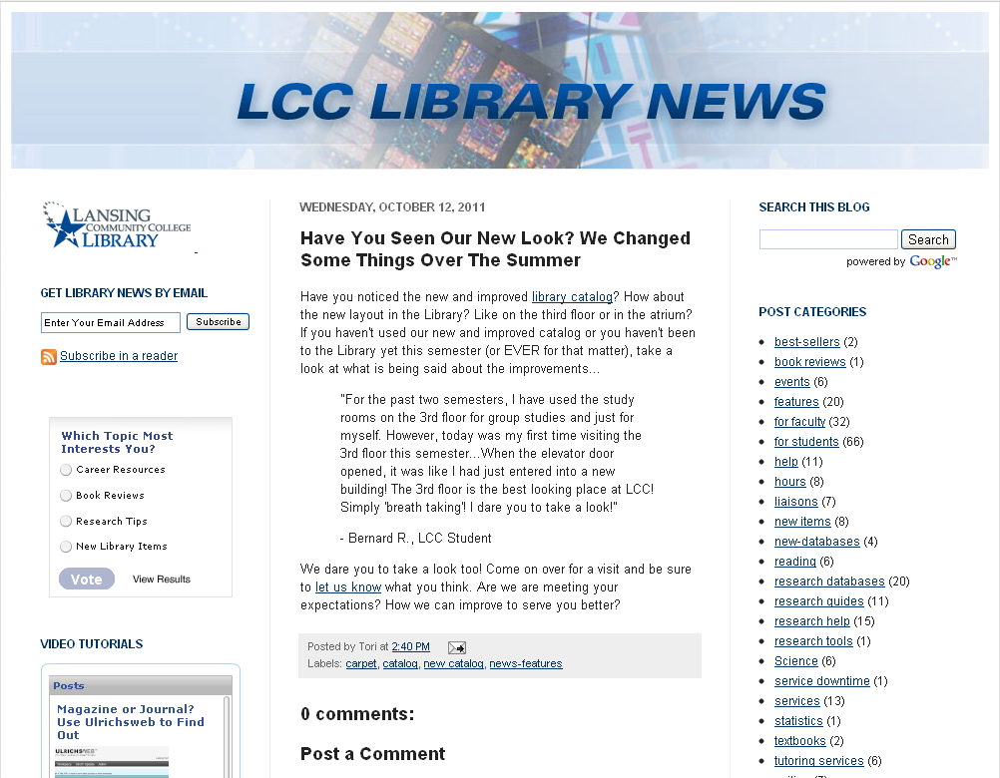 LCC LIBRARY NEWS
LANSING
COMMUNITY COLLEGE
LIBRARY
GET LIBRARY NEWS BY EMAIL
Enter Your Email Address
Subscribe
Subscribe in a reader
Which Topic Most
Interests You?
Career Resources
Book Reviews
Research Tips
New Library Items
Vote
View Results
VIDEO TUTORIALS
Posts
Magazine or Journal?
Use Ulrichsweb to Find
Out
ULRICHSWEB™
WEDNESDAY, OCTOBER 12, 2011
Have You Seen Our New Look? We Changed
Some Things Over The Summer
Have you noticed the new and improved library catalog? How about
the new layout in the Library? Like on the third floor or in the atrium?
If you haven't used our new and improved catalog or you haven't been
to the Library yet this semester (or EVER for that matter), take a
look at what is being said about the improvements...
"For the past two semesters, I have used the study
rooms on the 3rd floor for group studies and just for
myself. However, today was my first time visiting the
3rd floor this semester...When the elevator door
opened, it was like I had just entered into a new
building! The 3rd floor is the best looking place at LCC!
Simply 'breath taking'! I dare you to take a look!"
- Bernard R., LCC Student
We dare you to take a look too! Come on over for a visit and be sure
to let us know what you think. Are we are meeting your
expectations? How we can improve to serve you better?
Posted by Tori at 2:40 PM
Labels: carpet, catalog, new catalog, news-features
0 comments:
Post a Comment
SEARCH THIS BLOG
Search
powered by Google™
POST CATEGORIES
best-sellers (2)
book reviews (1)
events (6)
features (20)
for faculty (32)
for students (66)
help (11)
hours (8)
liaisons (7)
new items (8)
new-databases (4)
reading (6)
research databases (20)
research guides (11)
research help (15)
research tools (1)
Science (6)
service downtime (1)
services (13)
statistics (1)
textbooks (2)
tutoring services (6)